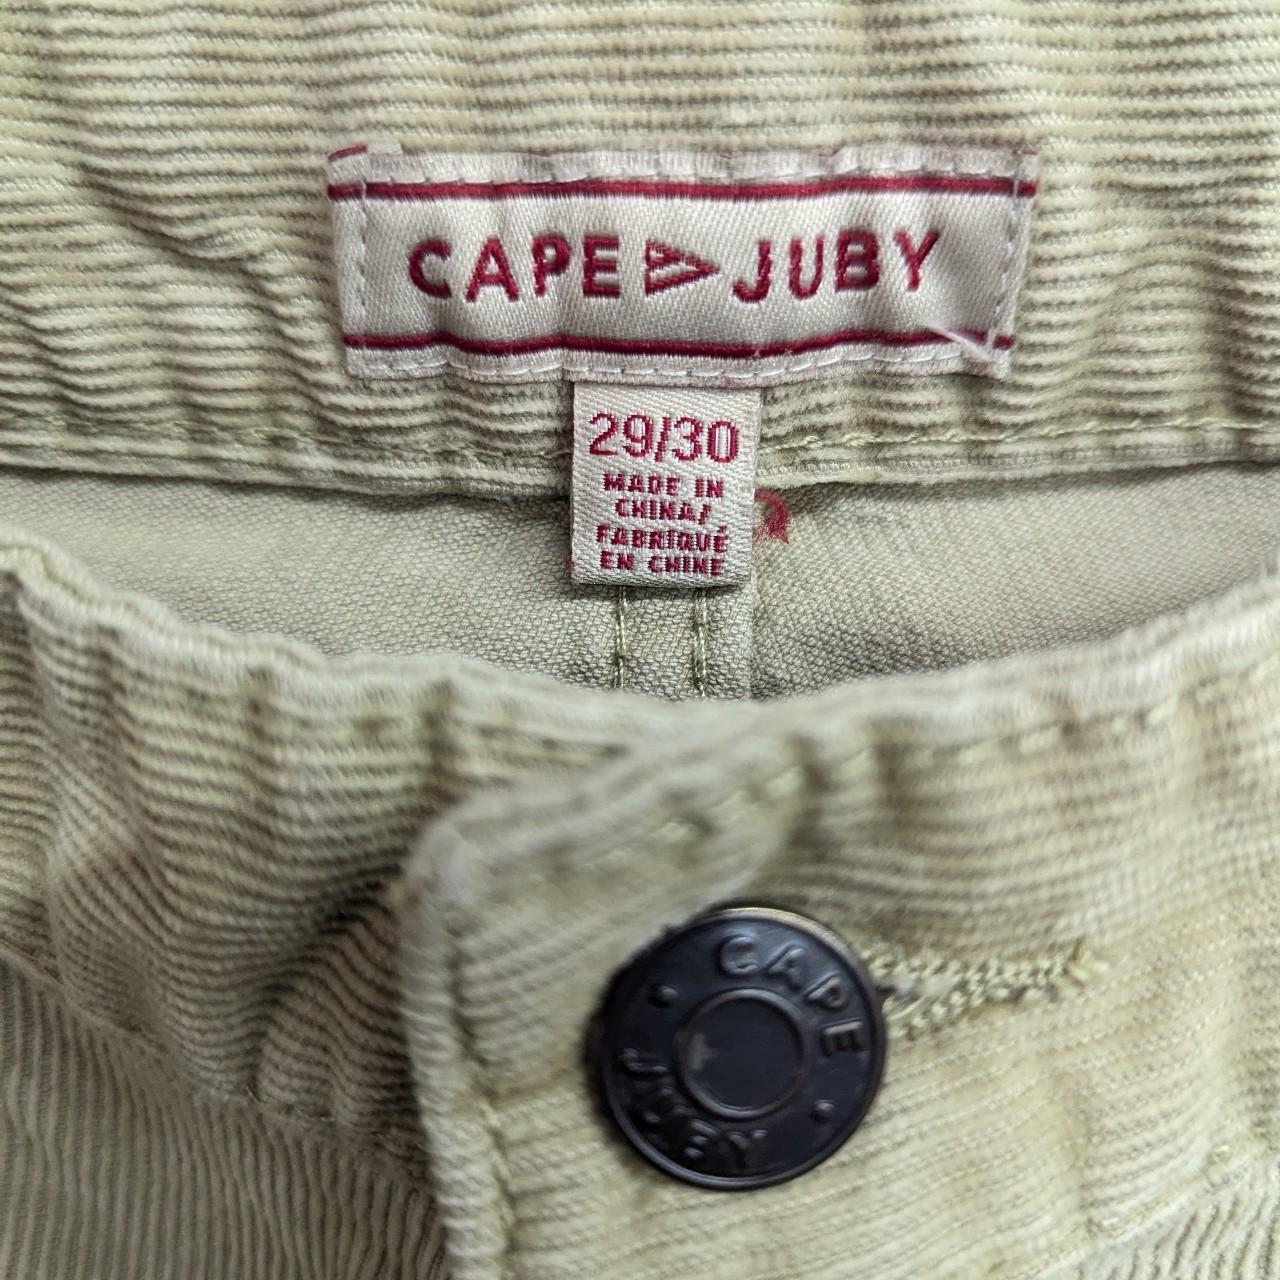 CAPE JUBY
29/30
MADE IN
CHINA/
FABRIQUÉ
EN CHINE
CAPE
JUBY